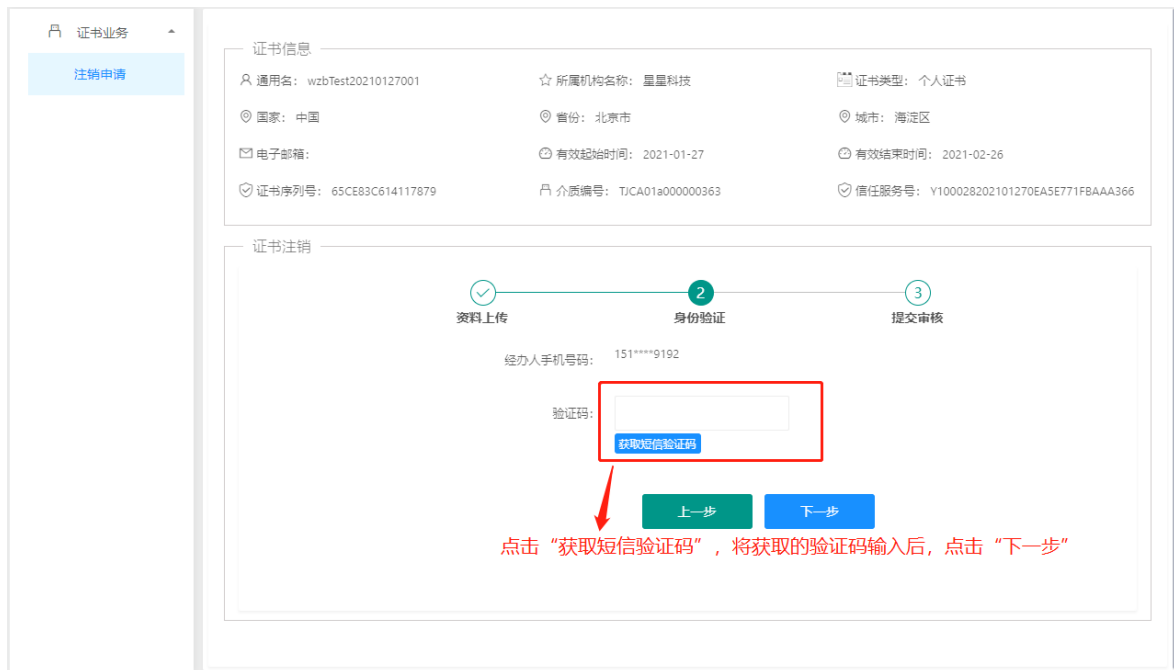 证书业务
注销申请
证书信息
通用名： wzbTest20210127001 所属机构名称： 星星科技 证书类型： 个人证书
国家： 中国 省份： 北京市 城市： 海淀区
电子邮箱： 有效起始时间： 2021-01-27 有效结束时间： 2021-02-26
证书序列号： 65CE83C614117879 介质编号： TJCA01a000000363 信任服务号： Y100028202101270EA5E771FBAAA366
证书注销
2 3
资料上传 身份验证 提交审核
经办人手机号码： 151****9192
验证码：
获取短信验证码
上一步 下一步
点击“获取短信验证码”，将获取的验证码输入后，点击“下一步”